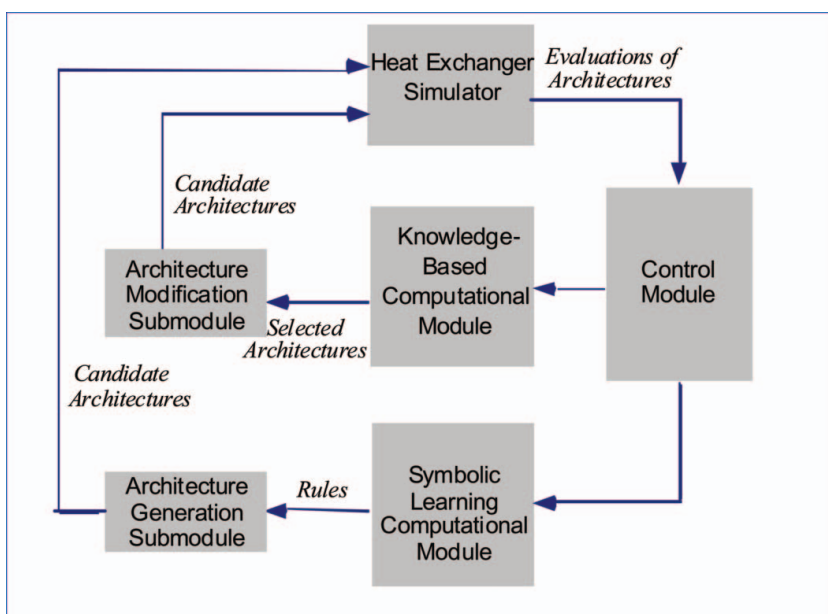 Heat Exchanger
Simulator
Evaluations of
Architectures
Candidate
Architectures
Knowledge-
Based
Computational
Module
Control
Module
Architecture
Modification
Submodule
Selected
Architectures
Candidate
Architectures
Symbolic
Learning
Computational
Module
Rules
Architecture
Generation
Submodule